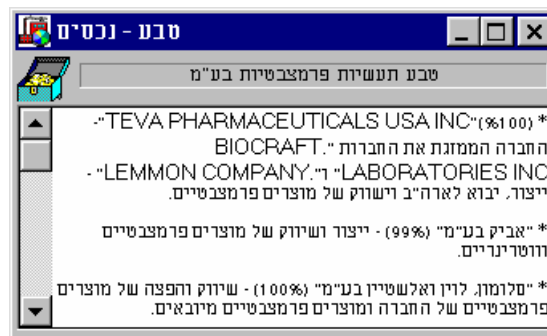 טבע - נכסים
טבע תעשיות פרמצבטיות בע"מ
* "TEVA PHARMACEUTICALS USA INC"(%100)-
החברה הממזגת את החברות "BIOCRAFT.
LABORATORIES INC" ו"LEMMON COMPANY." -
ייצור, יבוא לארה"ב וישווק של מוצרים פרמצבטיים.
* "אביק בע"מ" (99%) - ייצור ושיווק של מוצרים פרמצבטיים
ווטרינריים.
* "סלומון, לוין ואלשטיין בע"מ" (100%) - שיווק והפצה של מוצרים
פרמצבטיים של החברה ומוצרים פרמצבטיים מיובאים.